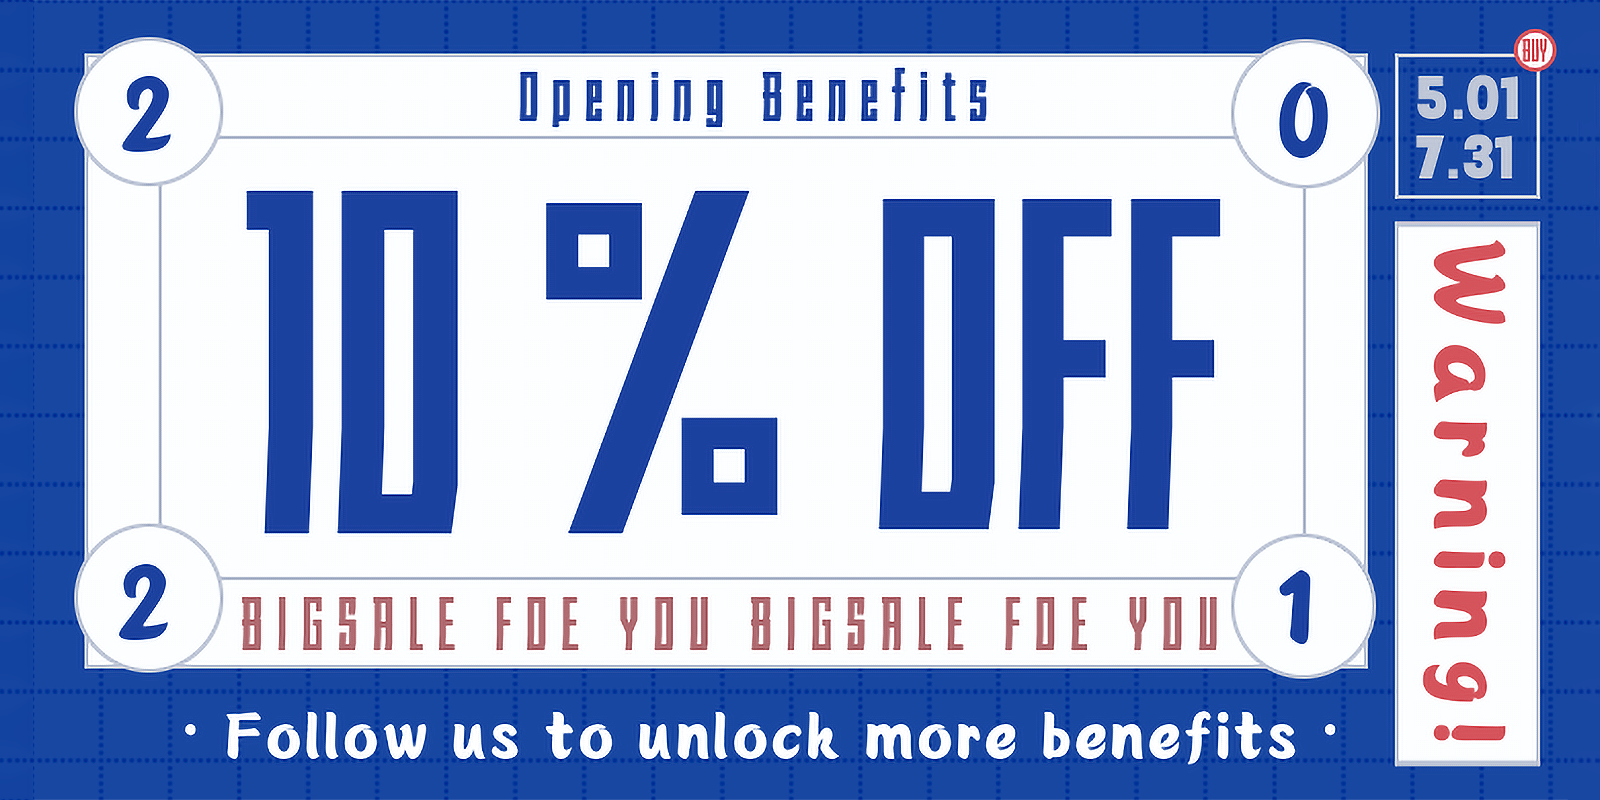 2
Opening Benefits
0
BUY
5.01
7.31
10% OFF
Warning!
2
BIGSALE FOE YOU BIGSALE FOE YOU
1
· Follow us to unlock more benefits ·